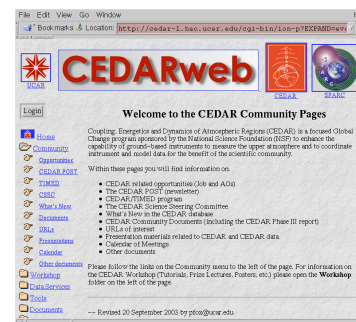 File Edit View Go Window
Bookmarks Location: http://cedar-1.hao.ucar.edu/cgi-bin/ion-p?EXPAND=eve
CEDARweb
UCAR
CEDAR
SPARC
Login
Welcome to the CEDAR Community Pages
Home
Community
Opportunities
CEDAR POST
TIMED
CSSC
What's New
Documents
URLs
Presentations
Calendar
Other documents
Workshop
Data Services
Tools
Documents
Coupling, Energetics and Dynamics of Atmospheric Regions (CEDAR) is a focused Global
Change program sponsored by the National Science Foundation (NSF) to enhance the
capability of ground-based instruments to measure the upper atmosphere and to coordinate
instrument and model data for the benefit of the scientific community.
Within these pages you will find information on.
CEDAR related opportunities (Job and AOs)
The CEDAR POST (newsletter)
CEDAR/TIMED program
The CEDAR Science Steering Committee
What's New in the CEDAR database
CEDAR Community Documents (including the CEDAR Phase III report)
URLs of interest
Presentation materials related to CEDAR and CEDAR data
Calendar of Meetings
Other documents
Please follow the links on the Community menu to the left of the page. For information on
the CEDAR Workshop (Tutorials, Prize Lectures, Posters, etc.) please open the Workshop
folder on the left of the page.
-- Revised 20 September 2003 by pfox@ucar.edu